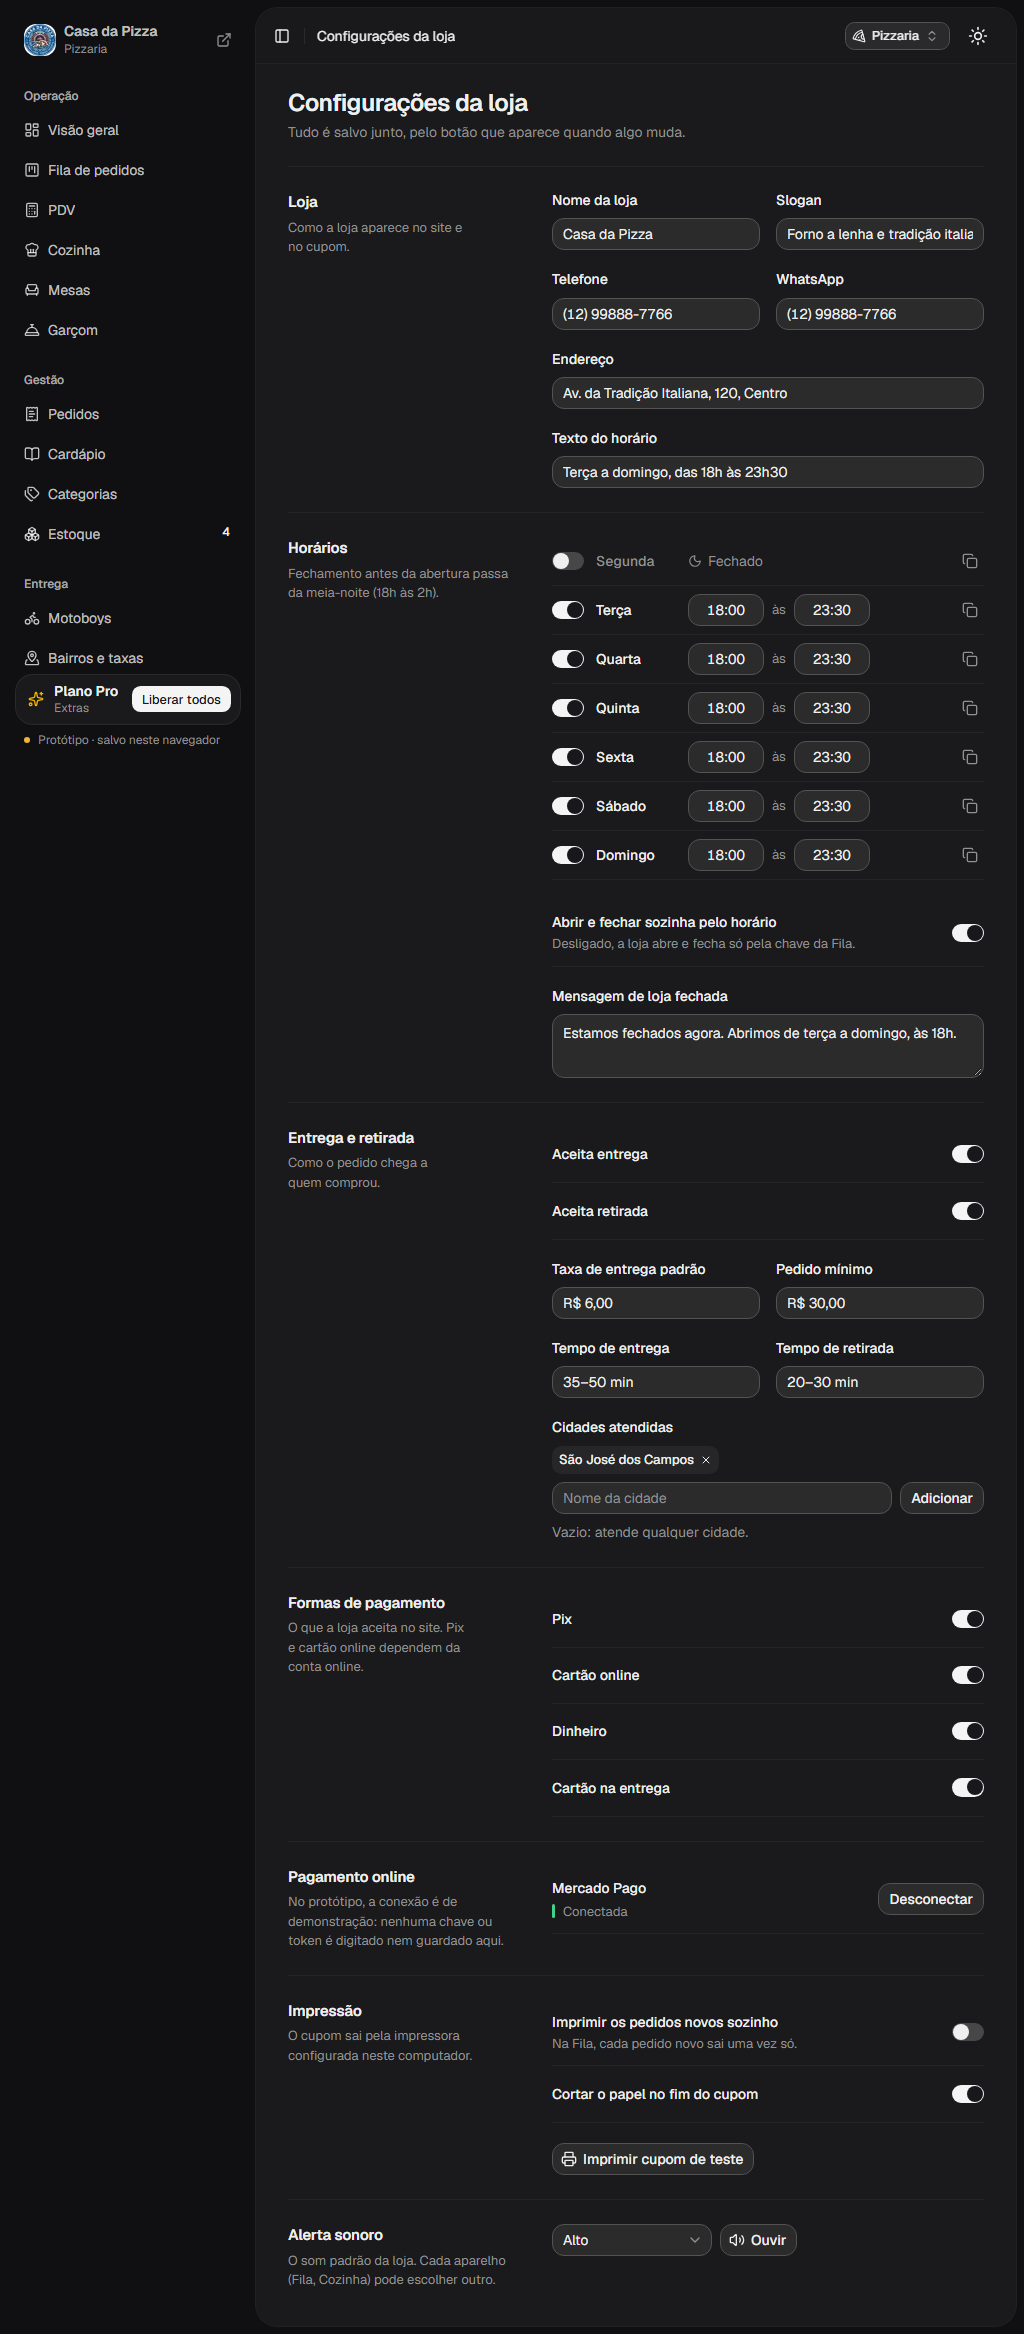 Casa da Pizza
Pizzaria
Operação
Visão geral
Fila de pedidos
PDV
Cozinha
Mesas
Garçom
Gestão
Pedidos
Cardápio
Categorias
Estoque 4
Entrega
Motoboys
Bairros e taxas
Plano Pro
Extras
Liberar todos
Protótipo · salvo neste navegador
Configurações da loja
Pizzaria
Configurações da loja
Tudo é salvo junto, pelo botão que aparece quando algo muda.
Loja
Como a loja aparece no site e
no cupom.
Nome da loja
Casa da Pizza
Slogan
Forno a lenha e tradição italia
Telefone
(12) 99888-7766
WhatsApp
(12) 99888-7766
Endereço
Av. da Tradição Italiana, 120, Centro
Texto do horário
Terça a domingo, das 18h às 23h30
Horários
Fechamento antes da abertura passa
da meia-noite (18h às 2h).
Segunda Fechado
Terça 18:00 às 23:30
Quarta 18:00 às 23:30
Quinta 18:00 às 23:30
Sexta 18:00 às 23:30
Sábado 18:00 às 23:30
Domingo 18:00 às 23:30
Abrir e fechar sozinha pelo horário
Desligado, a loja abre e fecha só pela chave da Fila.
Mensagem de loja fechada
Estamos fechados agora. Abrimos de terça a domingo, às 18h.
Entrega e retirada
Como o pedido chega a
quem comprou.
Aceita entrega
Aceita retirada
Taxa de entrega padrão
R$ 6,00
Pedido mínimo
R$ 30,00
Tempo de entrega
35–50 min
Tempo de retirada
20–30 min
Cidades atendidas
São José dos Campos
Nome da cidade
Adicionar
Vazio: atende qualquer cidade.
Formas de pagamento
O que a loja aceita no site. Pix
e cartão online dependem da
conta online.
Pix
Cartão online
Dinheiro
Cartão na entrega
Pagamento online
No protótipo, a conexão é de
demonstração: nenhuma chave ou
token é digitado nem guardado aqui.
Mercado Pago
Conectada
Desconectar
Impressão
O cupom sai pela impressora
configurada neste computador.
Imprimir os pedidos novos sozinho
Na Fila, cada pedido novo sai uma vez só.
Cortar o papel no fim do cupom
Imprimir cupom de teste
Alerta sonoro
O som padrão da loja. Cada aparelho
(Fila, Cozinha) pode escolher outro.
Alto
Ouvir